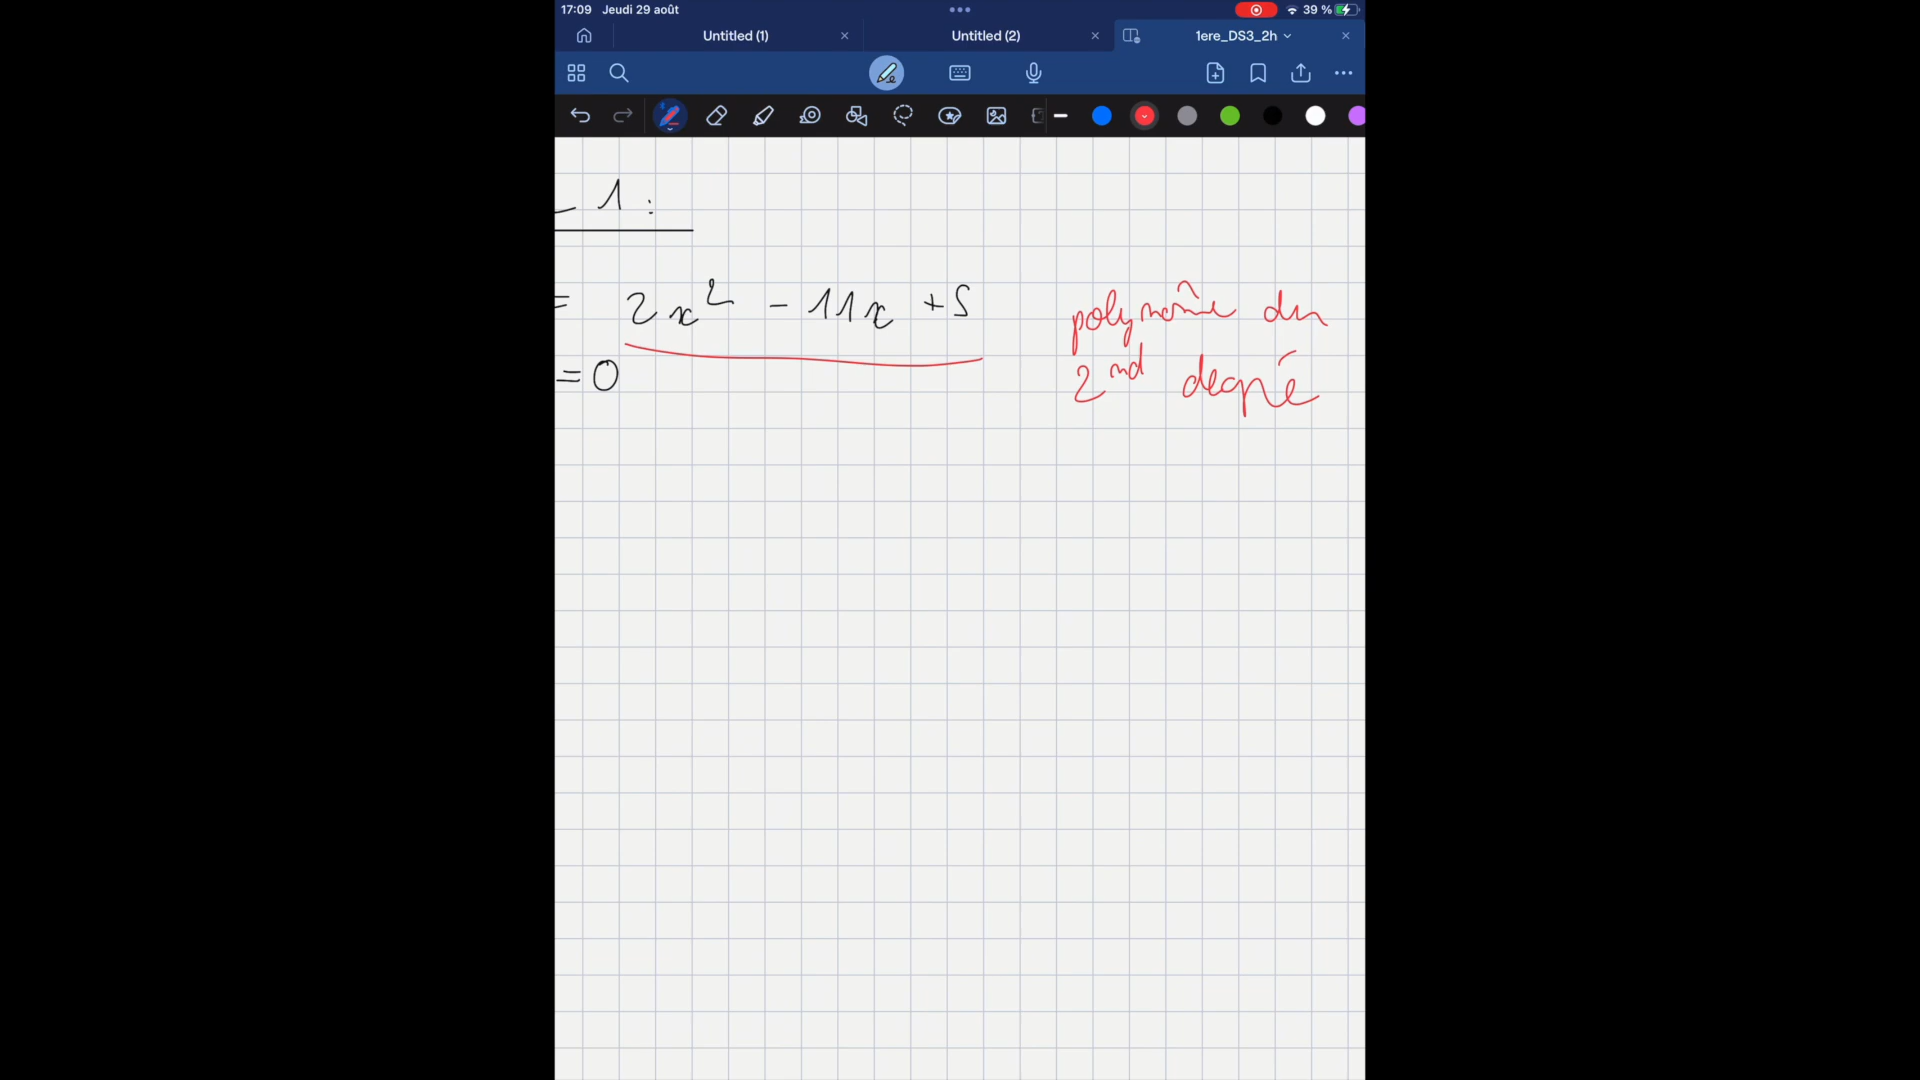 17:09 Jeudi 29 août 39 %
Untitled (1) Untitled (2) 1ere_DS3_2h
1 :
= 2x² - 11x + 5 polynôme du
= 0 2nd degré